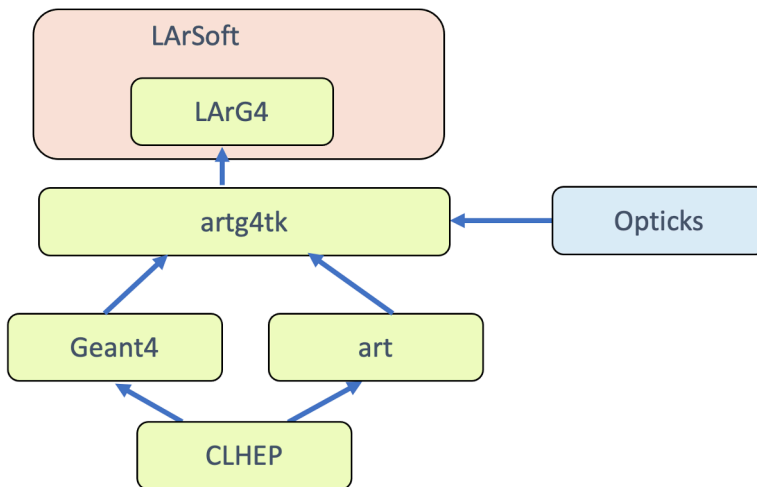 LArSoft
LArG4
artg4tk
Opticks
Geant4
art
CLHEP